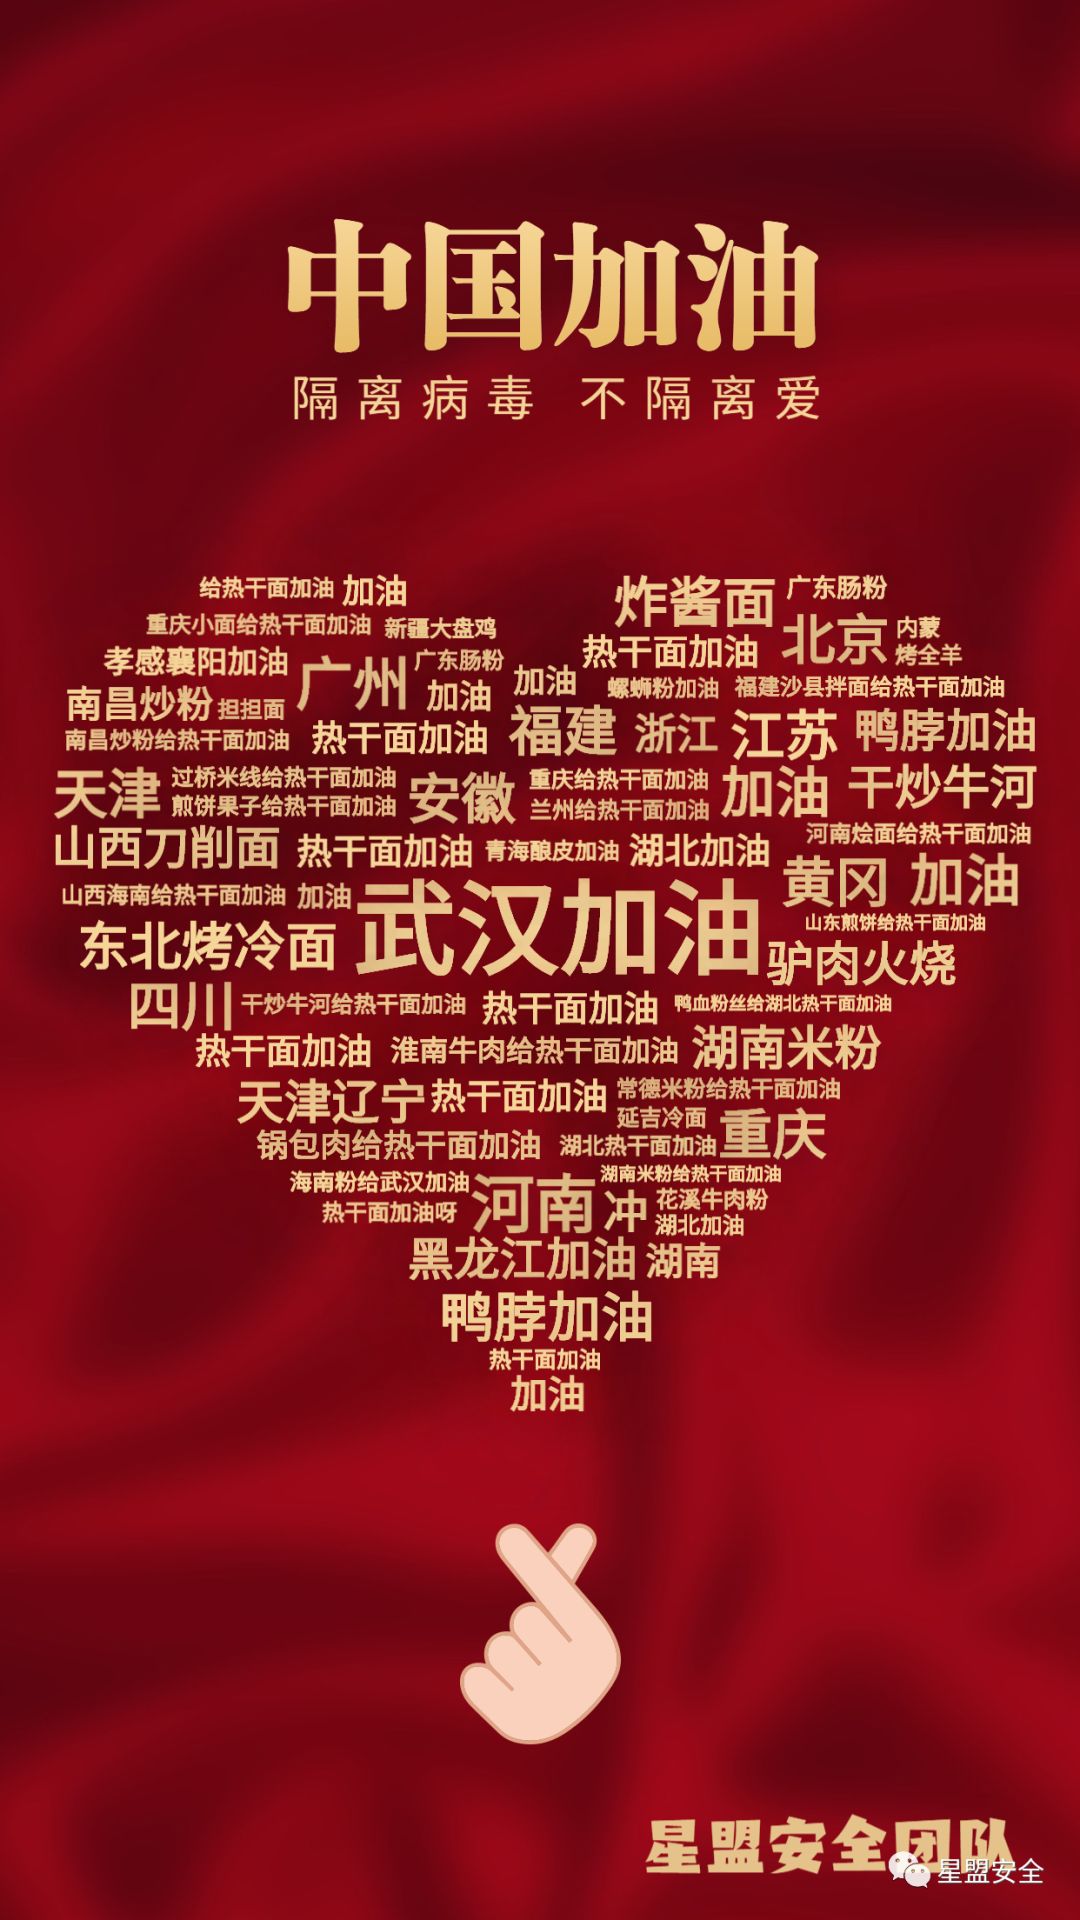 中国加油
隔离病毒 不隔离爱
给热干面加油 加油 炸酱面 广东肠粉
重庆小面给热干面加油 新疆大盘鸡 热干面加油 北京 内蒙
烤全羊
孝感襄阳加油 广州 广东肠粉
南昌炒粉 担担面 加油 加油 螺蛳粉加油 福建沙县拌面给热干面加油
南昌炒粉给热干面加油 热干面加油 福建 浙江 江苏 鸭脖加油
天津 过桥米线给热干面加油 安徽 重庆给热干面加油 加油 干炒牛河
煎饼果子给热干面加油 兰州给热干面加油
山西刀削面 热干面加油 青海酿皮加油 湖北加油 河南烩面给热干面加油
山西海南给热干面加油 加油 武汉加油 黄冈 加油
山东煎饼给热干面加油
东北烤冷面 驴肉火烧
四川 干炒牛河给热干面加油 热干面加油 鸭血粉丝给湖北热干面加油
热干面加油 淮南牛肉给热干面加油 湖南米粉
天津辽宁 热干面加油 常德米粉给热干面加油
延吉冷面 重庆
锅包肉给热干面加油 湖北热干面加油
海南粉给武汉加油 河南 湖南米粉给热干面加油
热干面加油呀 冲 花溪牛肉粉
湖北加油
黑龙江加油 湖南
鸭脖加油
热干面加油
加油
星盟安全团队
星盟安全